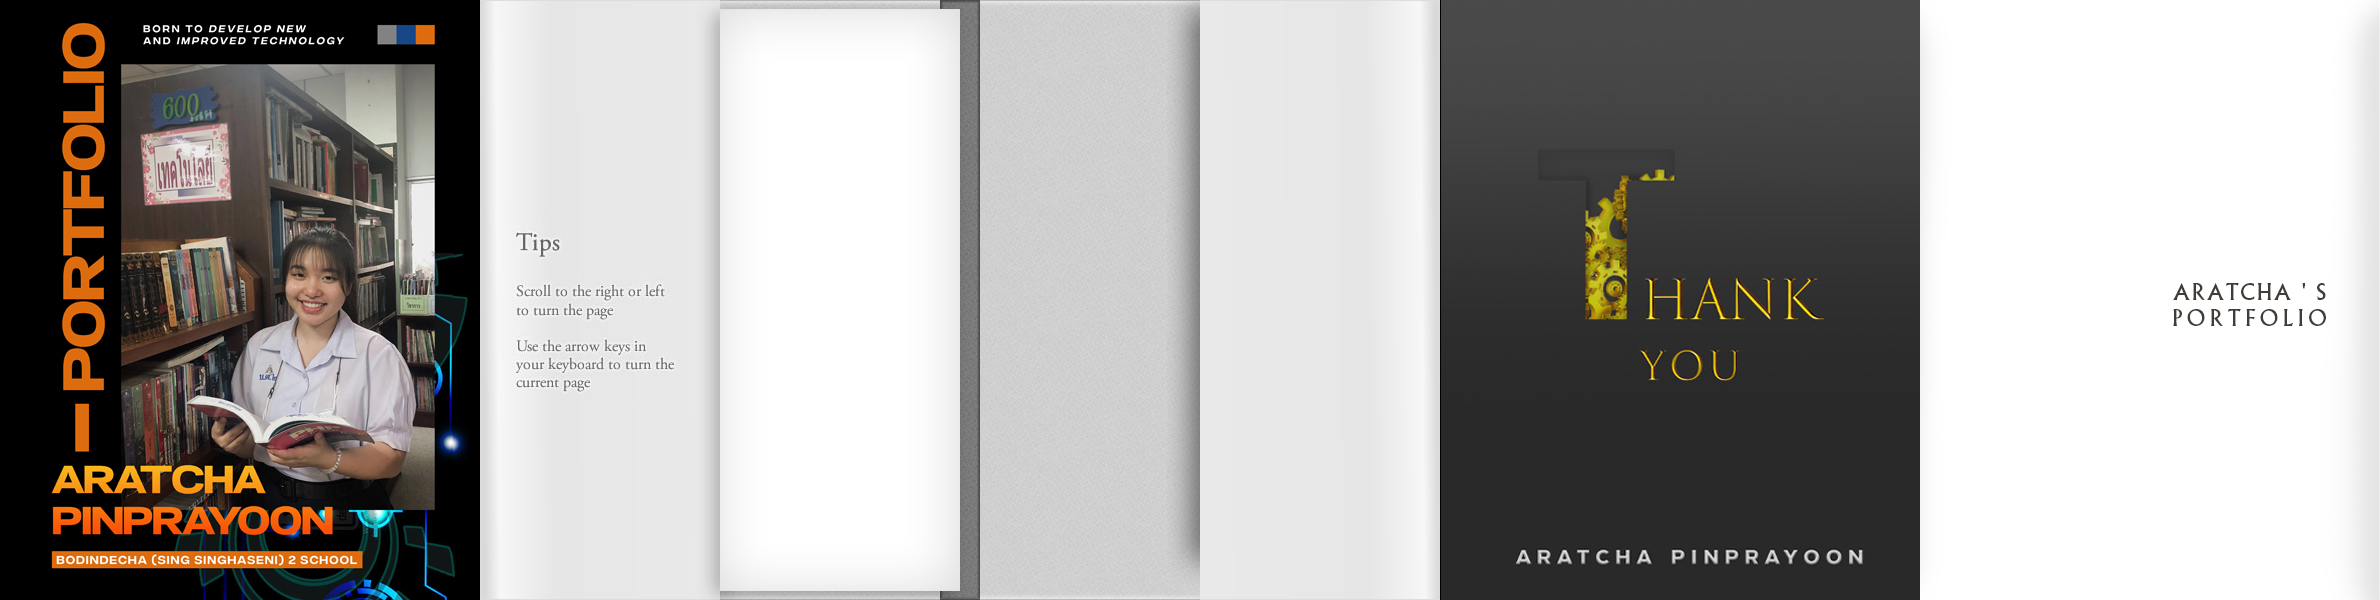 BORN TO DEVELOP NEW
AND IMPROVED TECHNOLOGY
PORTFOLIO
600
เทคโนโลยี
ARATCHA
PINPRAYOON
BODINDECHA (SING SINGHASENI) 2 SCHOOL
Tips
Scroll to the right or left
to turn the page
Use the arrow keys in
your keyboard to turn the
current page
THANK
YOU
ARATCHA PINPRAYOON
ARATCHA ' S
PORTFOLIO